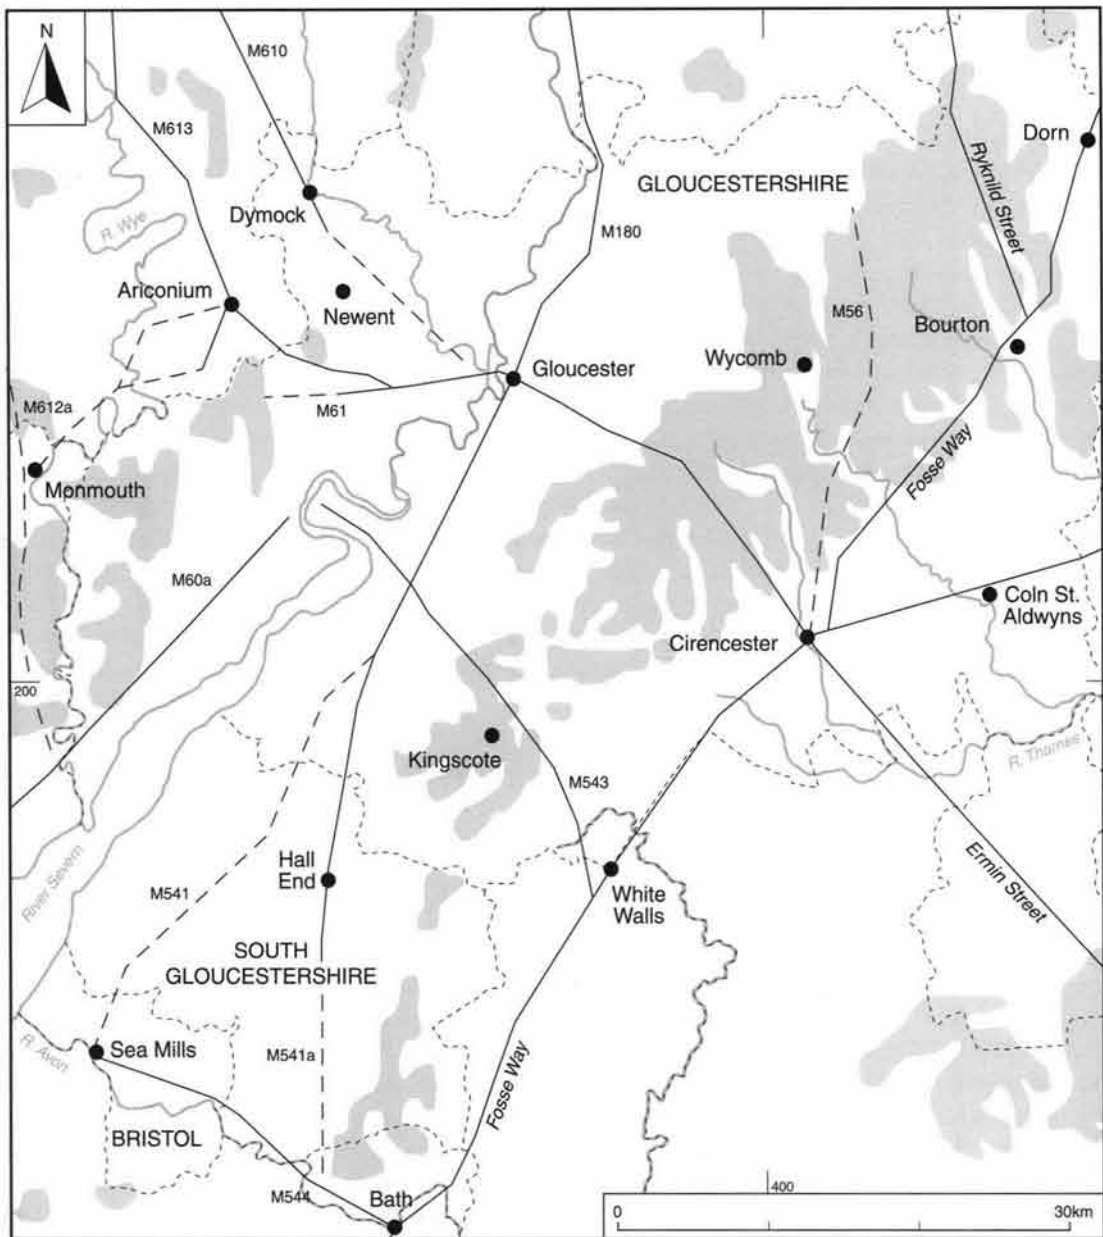 N
M610
M613
Dorn
GLOUCESTERSHIRE
Ryknild Street
Dymock
R. Wye
M180
Ariconium
Newent
M56
Bourton
Wycomb
Gloucester
M61
M612a
Monmouth
Fosse Way
M60a
Coln St.
Aldwyns
Cirencester
200
R. Thames
Kingscote
M543
Hall
End
River Severn
M541
White
Walls
Ermin Street
SOUTH
GLOUCESTERSHIRE
R. Avon
Sea Mills
M541a
Fosse Way
BRISTOL
M544
Bath
400
0
30km